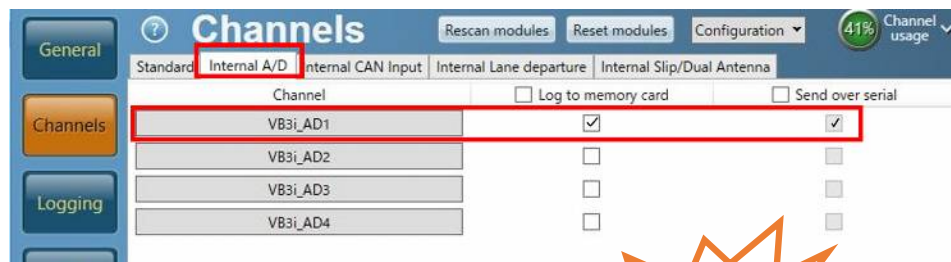 General
Channels
Logging
? Channels Rescan modules Reset modules Configuration 41% Channel usage
Standard Internal A/D Internal CAN Input Internal Lane departure Internal Slip/Dual Antenna
Channel Log to memory card Send over serial
VB3i_AD1
VB3i_AD2
VB3i_AD3
VB3i_AD4